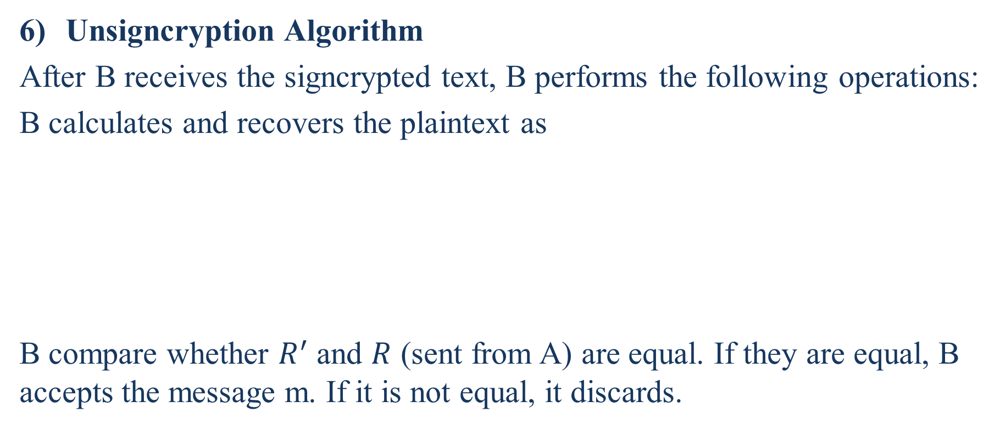 6) Unsigncryption Algorithm
After B receives the signcrypted text, B performs the following operations:
B calculates and recovers the plaintext as
B compare whether R′ and R (sent from A) are equal. If they are equal, B
accepts the message m. If it is not equal, it discards.